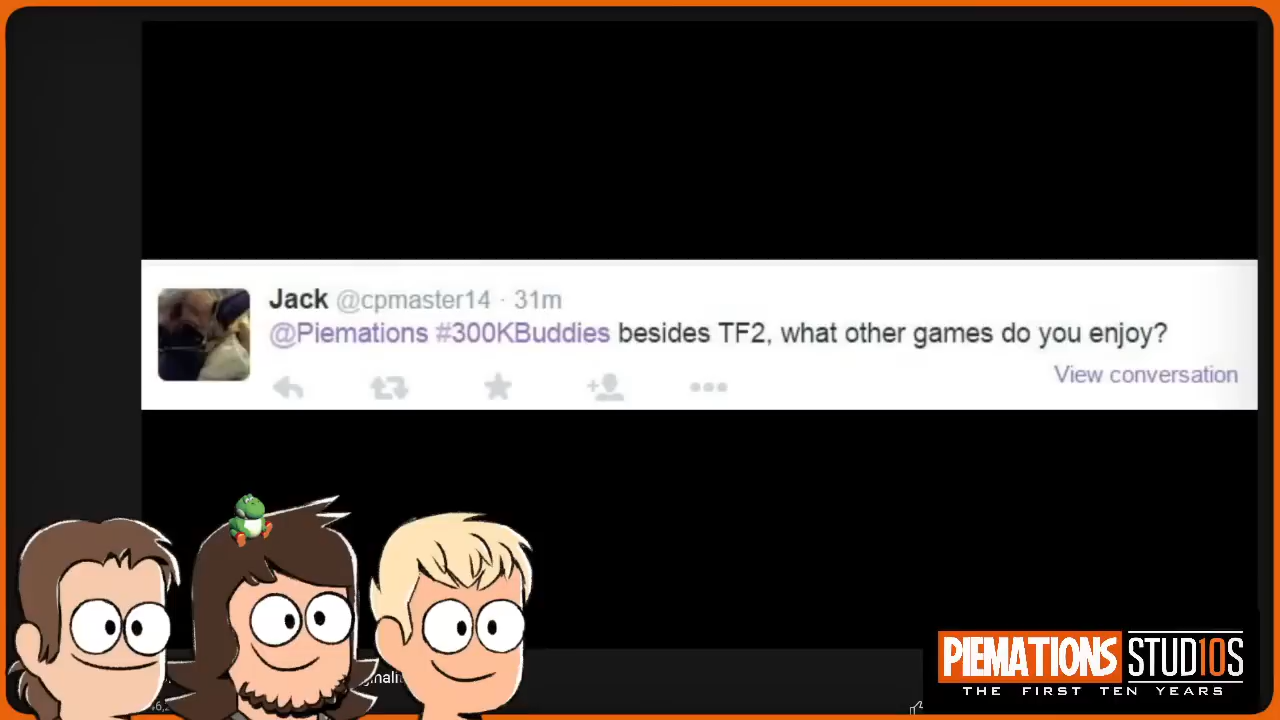 Jack @cpmaster14 · 31m
@Piemations #300KBuddies besides TF2, what other games do you enjoy?
View conversation
PIEMATIONS STUD10S
THE FIRST TEN YEARS